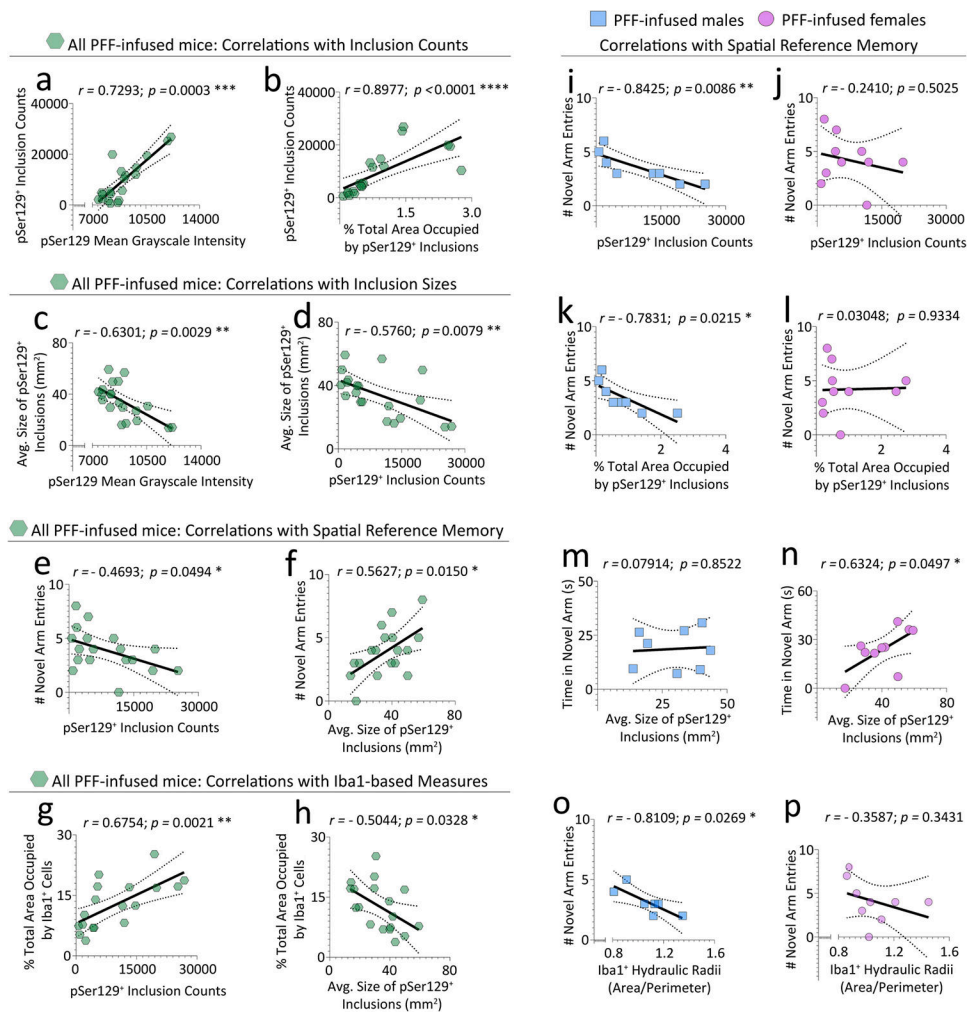 PFF-infused males PFF-infused females
All PFF-infused mice: Correlations with Inclusion Counts
Correlations with Spatial Reference Memory
a
r = 0.7293; p = 0.0003 ***
pSer129⁺ Inclusion Counts
40000
20000
0
7000 10500 14000
pSer129 Mean Grayscale Intensity
b
r = 0.8977; p <0.0001 ****
pSer129⁺ Inclusion Counts
40000
20000
0
1.5 3.0
% Total Area Occupied
by pSer129⁺ Inclusions
i
r = - 0.8425; p = 0.0086 **
# Novel Arm Entries
10
5
0
15000 30000
pSer129⁺ Inclusion Counts
j
r = - 0.2410; p = 0.5025
# Novel Arm Entries
10
5
0
15000 30000
pSer129⁺ Inclusion Counts
All PFF-infused mice: Correlations with Inclusion Sizes
c
r = - 0.6301; p = 0.0029 **
Avg. Size of pSer129⁺
Inclusions (mm²)
80
40
0
7000 10500 14000
pSer129 Mean Grayscale Intensity
d
r = - 0.5760; p = 0.0079 **
Avg. Size of pSer129⁺
Inclusions (mm²)
80
40
0
0 15000 30000
pSer129⁺ Inclusion Counts
k
r = - 0.7831; p = 0.0215 *
# Novel Arm Entries
10
5
0
0 2 4
% Total Area Occupied
by pSer129⁺ Inclusions
l
r = 0.03048; p = 0.9334
# Novel Arm Entries
10
5
0
2 4
% Total Area Occupied
by pSer129⁺ Inclusions
All PFF-infused mice: Correlations with Spatial Reference Memory
e
r = - 0.4693; p = 0.0494 *
# Novel Arm Entries
10
5
0
15000 30000
pSer129⁺ Inclusion Counts
f
r = 0.5627; p = 0.0150 *
# Novel Arm Entries
10
5
0
0 40 80
Avg. Size of pSer129⁺
Inclusions (mm²)
m
r = 0.07914; p = 0.8522
Time in Novel Arm (s)
50
25
0
25 50
Avg. Size of pSer129⁺
Inclusions (mm²)
n
r = 0.6324; p = 0.0497 *
Time in Novel Arm (s)
60
30
0
40 80
Avg. Size of pSer129⁺
Inclusions (mm²)
All PFF-infused mice: Correlations with Iba1-based Measures
g
r = 0.6754; p = 0.0021 **
% Total Area Occupied
by Iba1⁺ Cells
30
15
0
0 15000 30000
pSer129⁺ Inclusion Counts
h
r = - 0.5044; p = 0.0328 *
% Total Area Occupied
by Iba1⁺ Cells
30
20
10
0
0 40 80
Avg. Size of pSer129⁺
Inclusions (mm²)
o
r = - 0.8109; p = 0.0269 *
# Novel Arm Entries
10
5
0
0.8 1.2 1.6
Iba1⁺ Hydraulic Radii
(Area/Perimeter)
p
r = - 0.3587; p = 0.3431
# Novel Arm Entries
10
5
0
0.8 1.2 1.6
Iba1⁺ Hydraulic Radii
(Area/Perimeter)